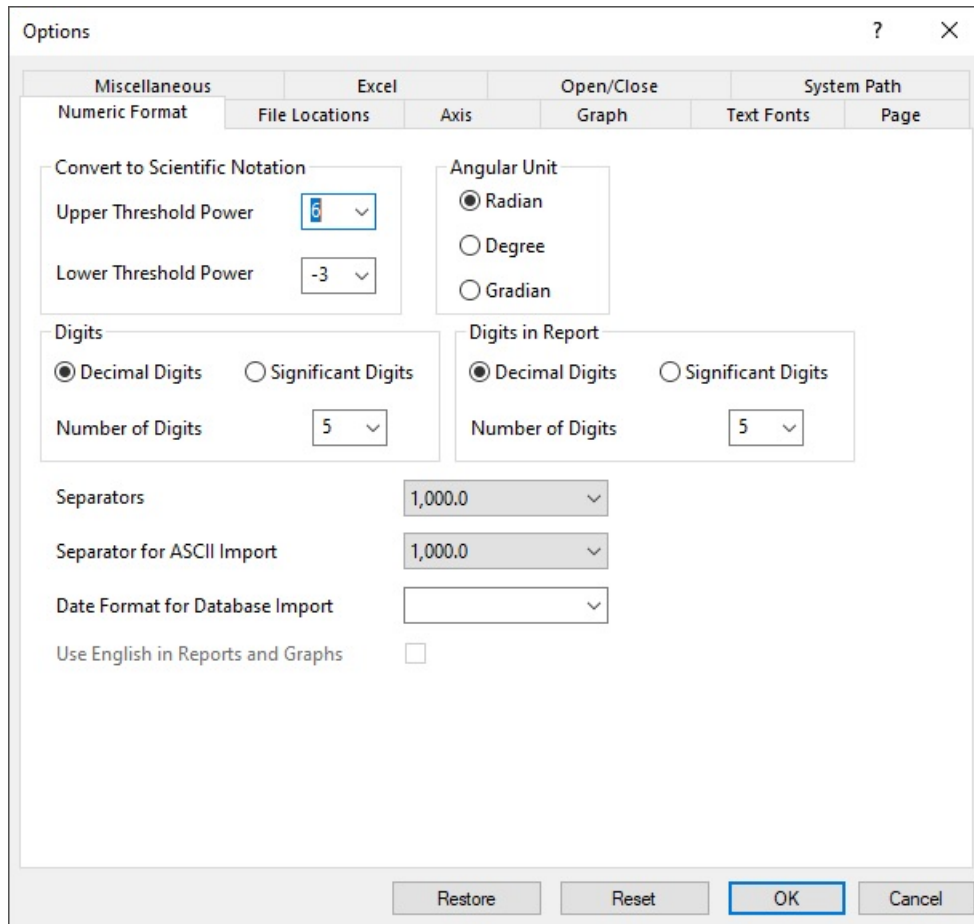 Options ?
Miscellaneous Excel Open/Close System Path
Numeric Format File Locations Axis Graph Text Fonts Page
Convert to Scientific Notation
Upper Threshold Power 6
Lower Threshold Power -3
Angular Unit
Radian
Degree
Gradian
Digits
Decimal Digits Significant Digits
Number of Digits 5
Digits in Report
Decimal Digits Significant Digits
Number of Digits 5
Separators 1,000.0
Separator for ASCII Import 1,000.0
Date Format for Database Import
Use English in Reports and Graphs
Restore Reset OK Cancel